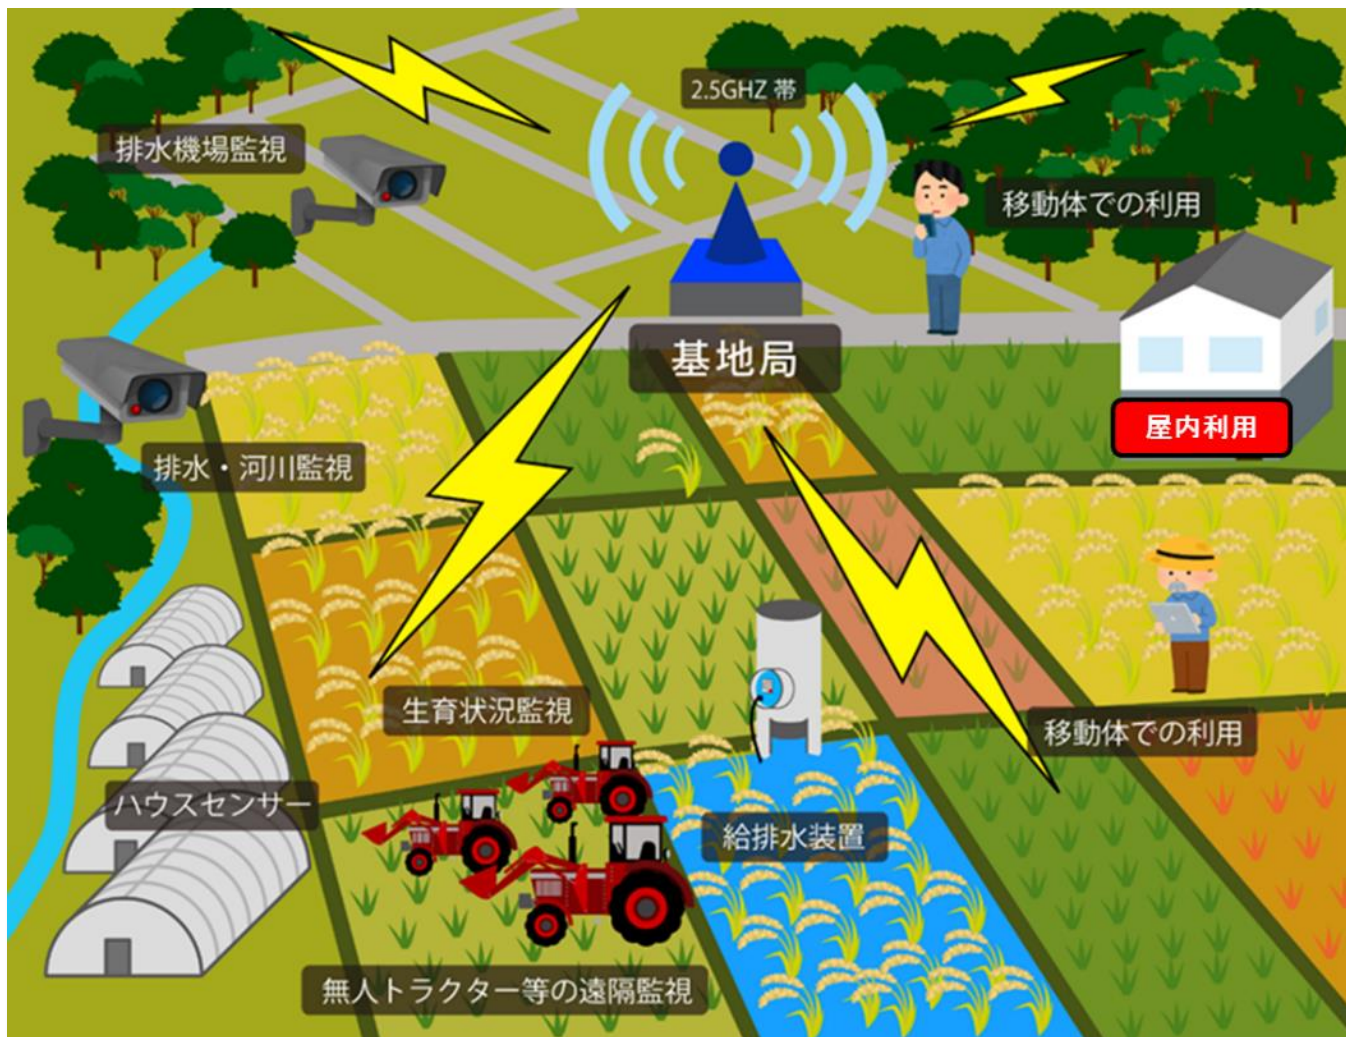 2.5GHZ 帯
排水機場監視
移動体での利用
基地局
屋内利用
排水・河川監視
生育状況監視
移動体での利用
ハウスセンサー
給排水装置
無人トラクター等の遠隔監視